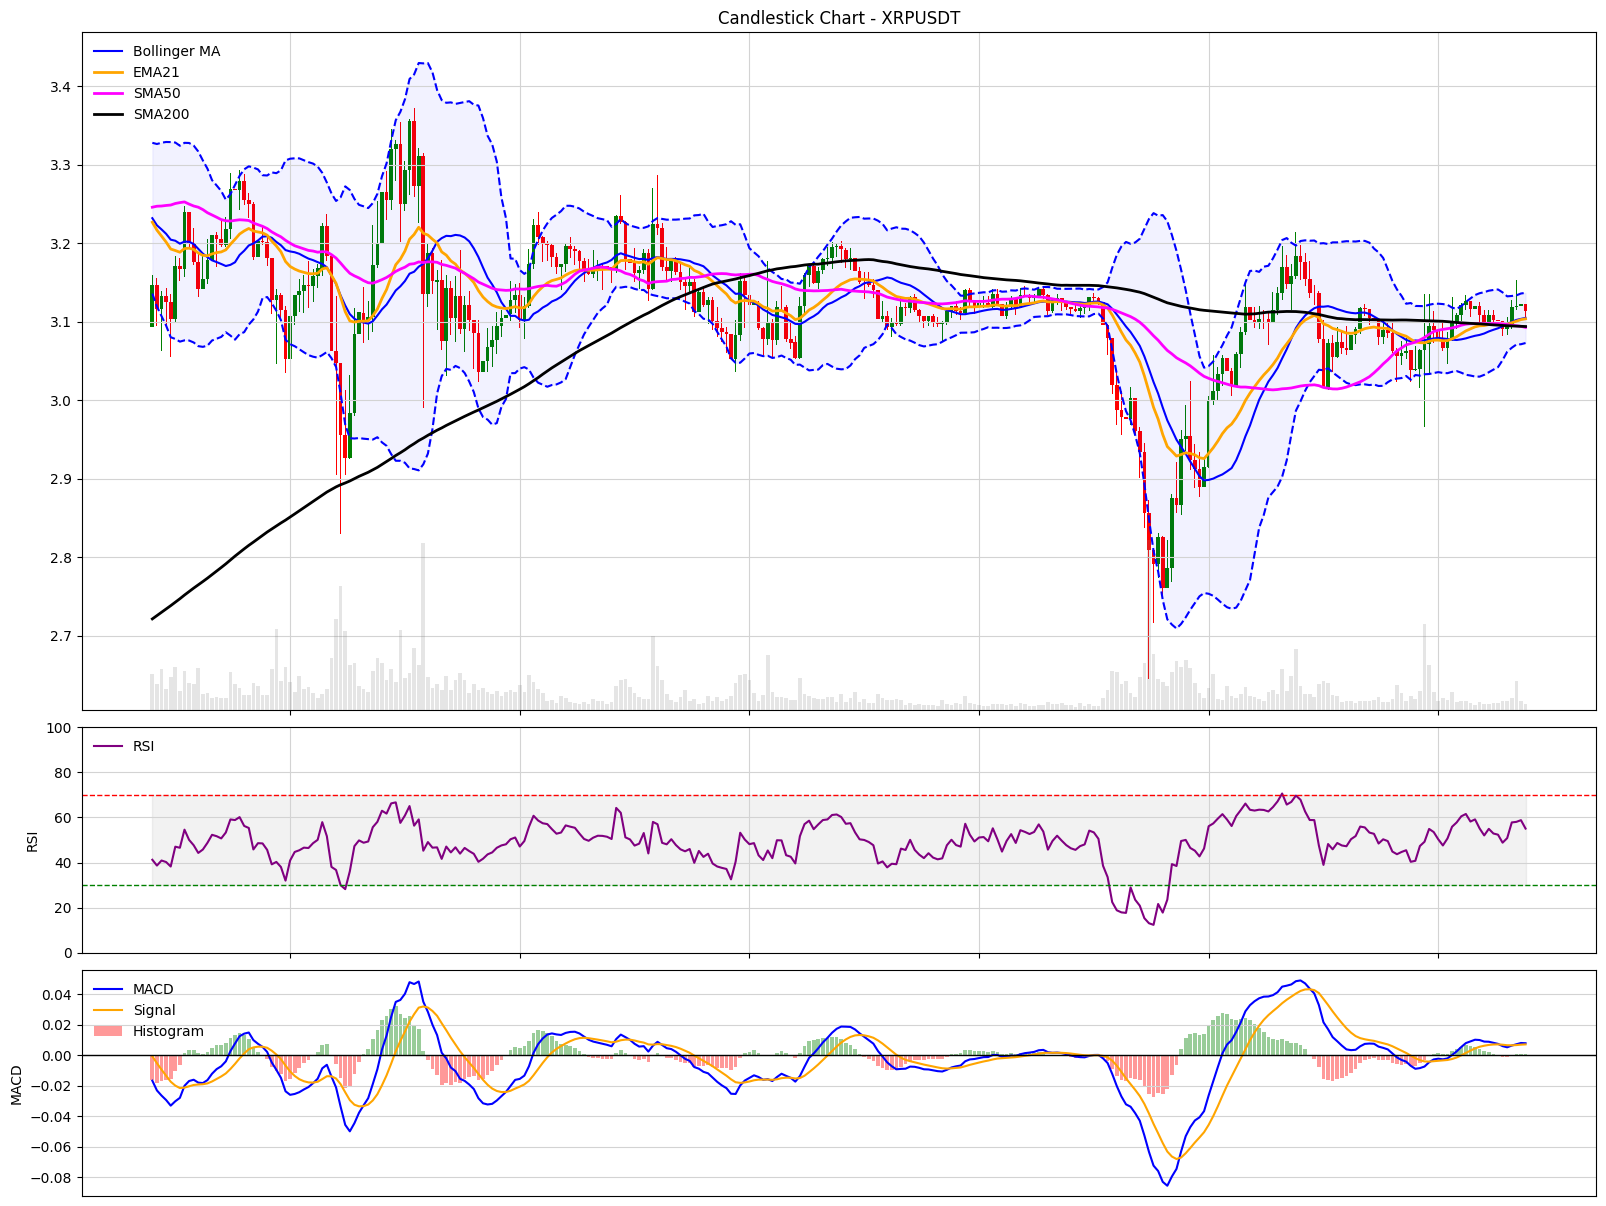 Candlestick Chart - XRPUSDT
Bollinger MA
EMA21
SMA50
SMA200
3.4
3.3
3.2
3.1
3.0
2.9
2.8
2.7
RSI
100
80
60
40
20
0
RSI
MACD
Signal
Histogram
0.04
0.02
0.00
−0.02
−0.04
−0.06
−0.08
MACD